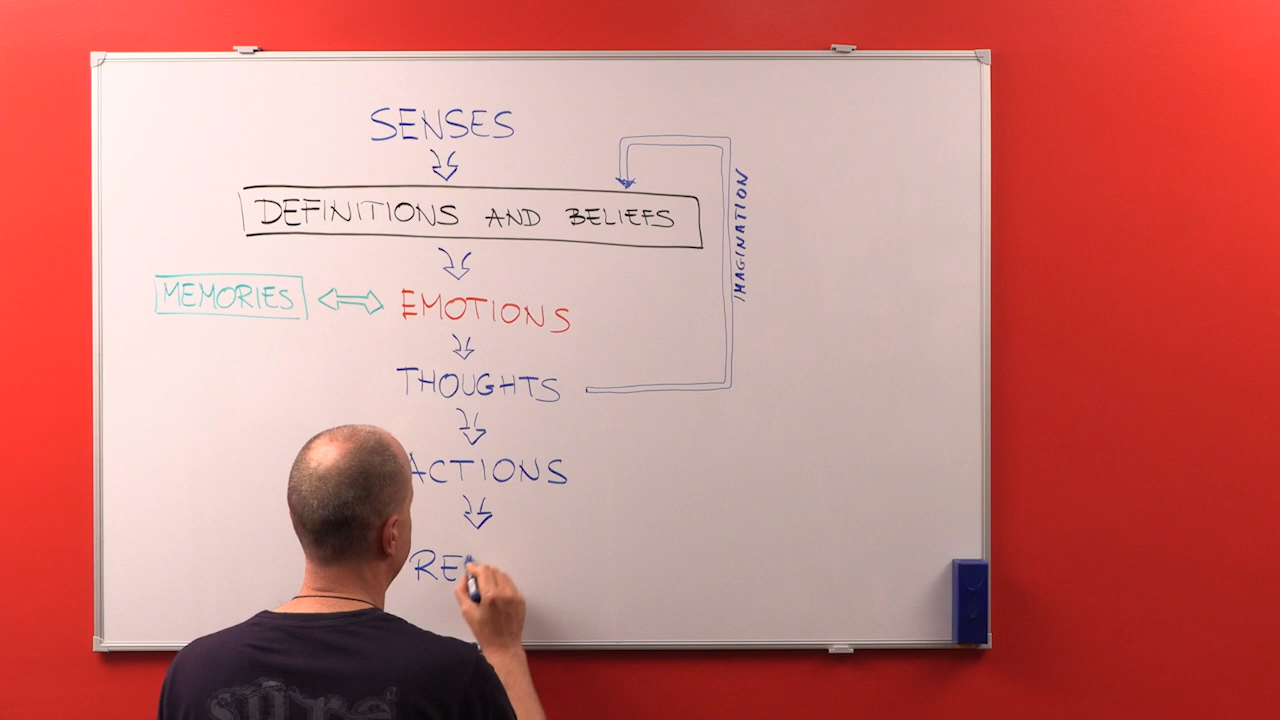 SENSES
DEFINITIONS AND BELIEFS
IMAGINATION
MEMORIES
EMOTIONS
THOUGHTS
ACTIONS
RE